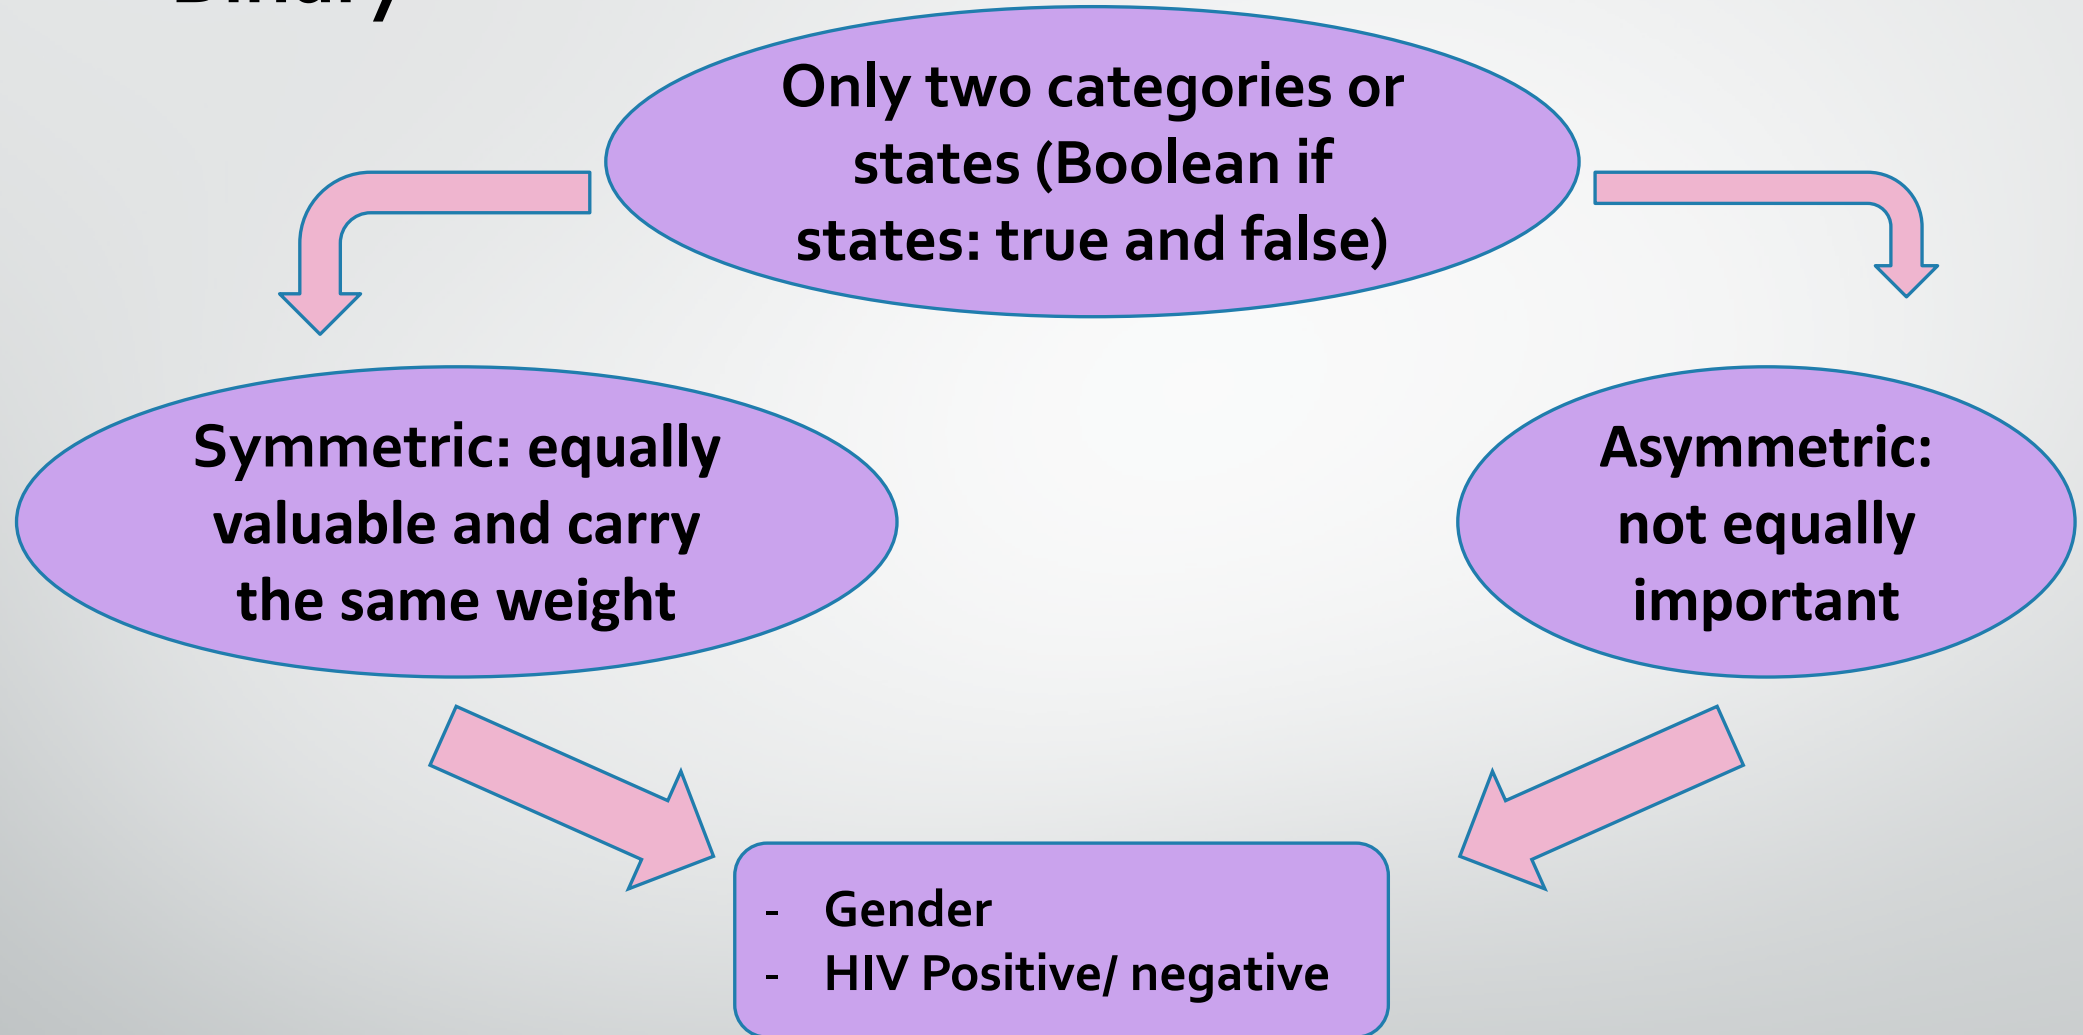 Binary
Only two categories or
states (Boolean if
states: true and false)
Symmetric: equally
valuable and carry
the same weight
Asymmetric:
not equally
important
- Gender
- HIV Positive/ negative